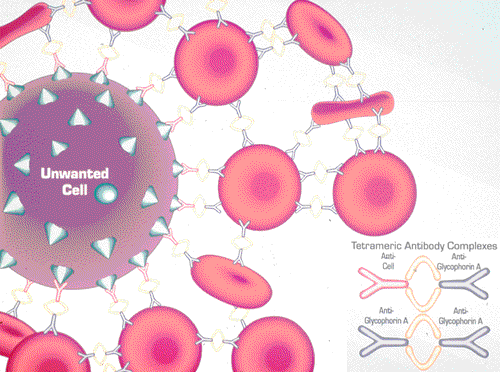 Unwanted
Cell
Tetrameric Antibody Complexes
Anti-
Cell
Anti-
Glycophorin A
Anti-
Glycophorin A
Anti-
Glycophorin A